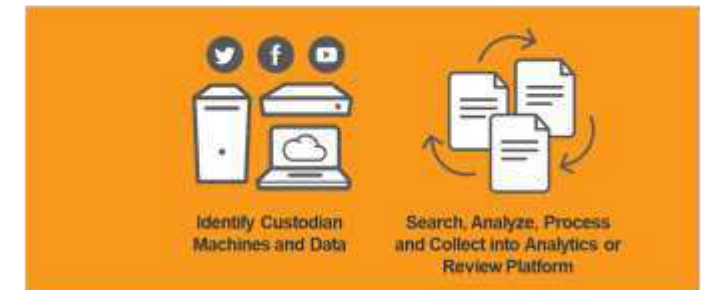 Identify Custodian
Machines and Data
Search, Analyze, Process
and Collect into Analytics or
Review Platform